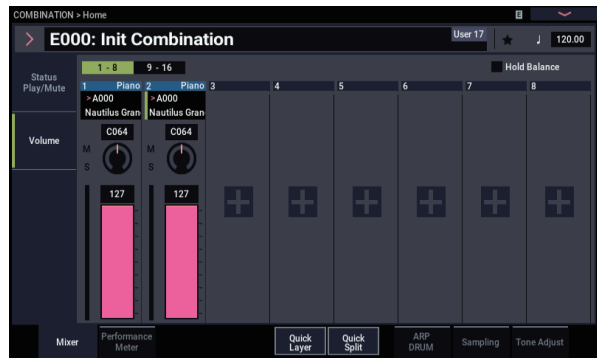 COMBINATION > Home
E
E000: Init Combination
User 17
♩ 120.00
Status
Play/Mute
1 - 8
9 - 16
Hold Balance
1 Piano 2 Piano 3 4 5 6 7 8
>A000 >A000
Nautilus Gran Nautilus Gran
Volume
C064 C064
M M
S S
127 127
Mixer
Performance
Meter
Quick
Layer
Quick
Split
ARP
DRUM
Sampling
Tone Adjust